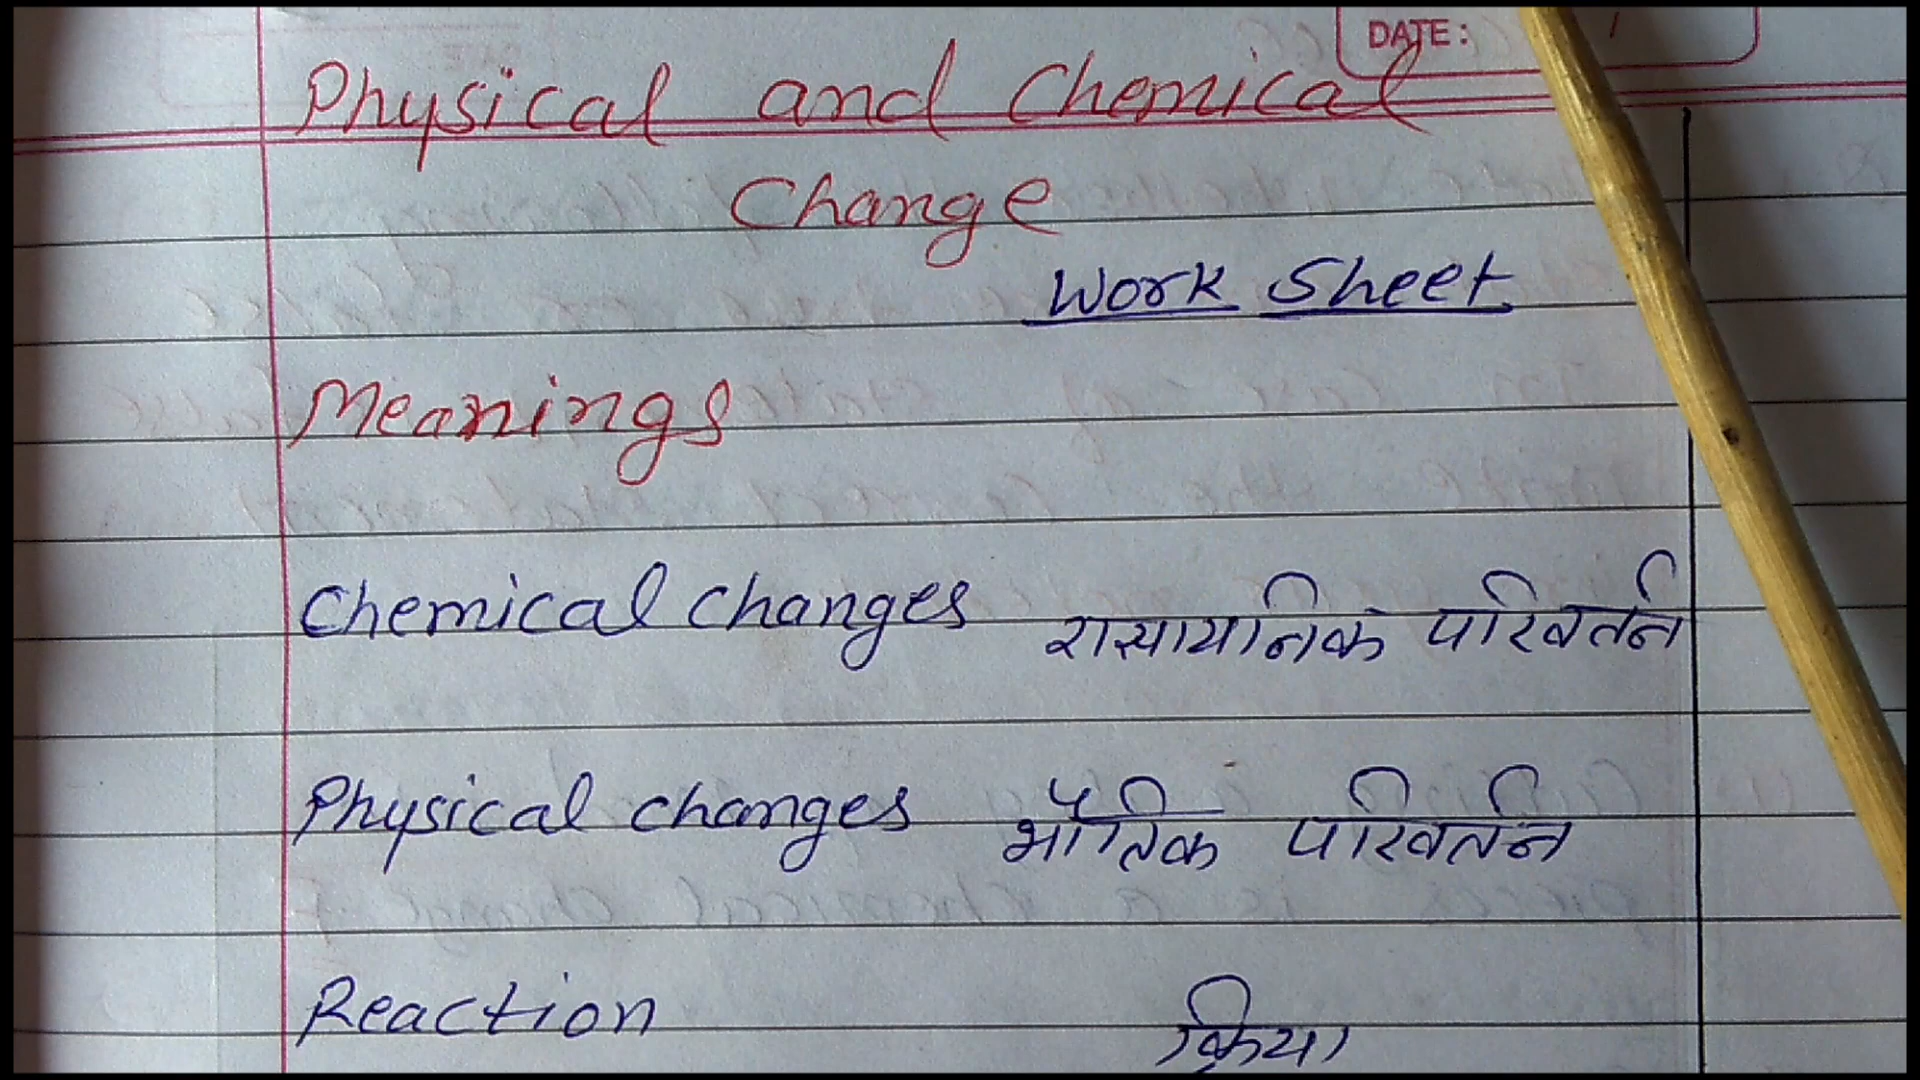 DATE:
Physical and Chemical
Change
Work Sheet
Meanings
Chemical changes रासायनिक परिवर्तन
Physical changes भौतिक परिवर्तन
Reaction क्रिया